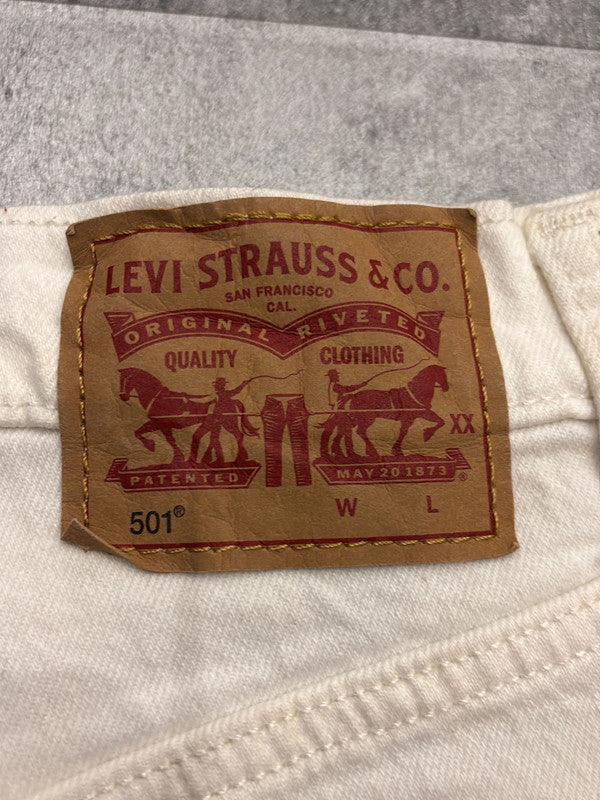 LEVI STRAUSS & CO.
SAN FRANCISCO
CAL.
ORIGINAL RIVETED
QUALITY CLOTHING
XX
PATENTED MAY 20 1873 ®
501® W L